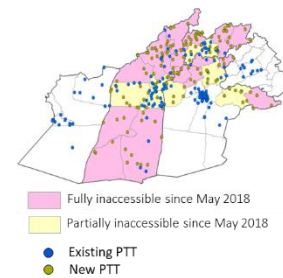 Fully inaccessible since May 2018
Partially inaccessible since May 2018
Existing PTT
New PTT